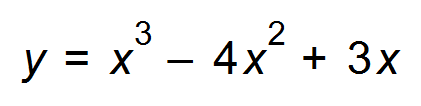 y = x³ – 4x² + 3x